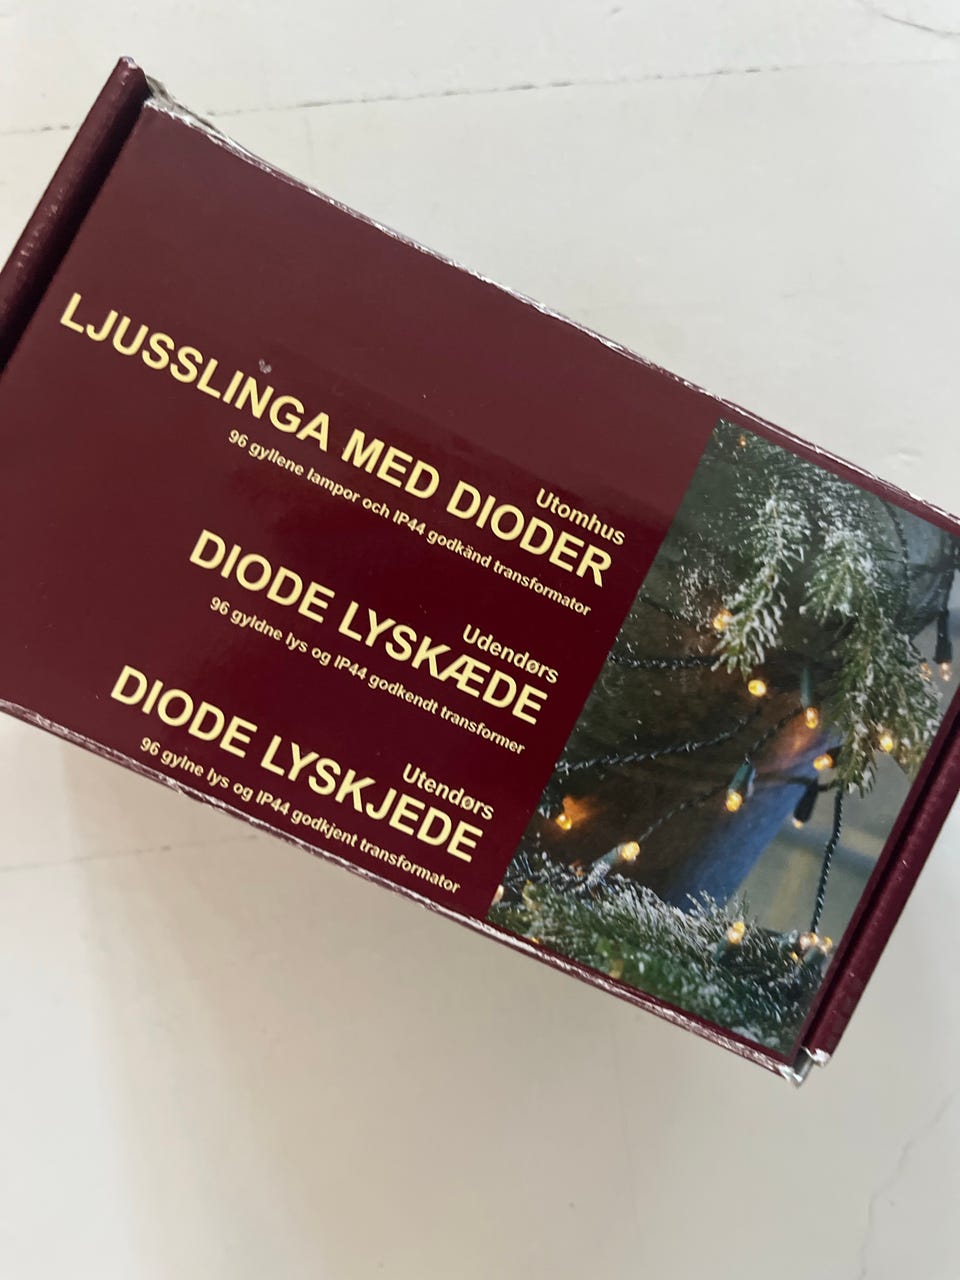 Utomhus
LJUSSLINGA MED DIODER
96 gyllene lampor och IP44 godkänd transformator
Udendørs
DIODE LYSKÆDE
96 gyldne lys og IP44 godkendt transformer
Utendørs
DIODE LYSKJEDE
96 gylne lys og IP44 godkjent transformator